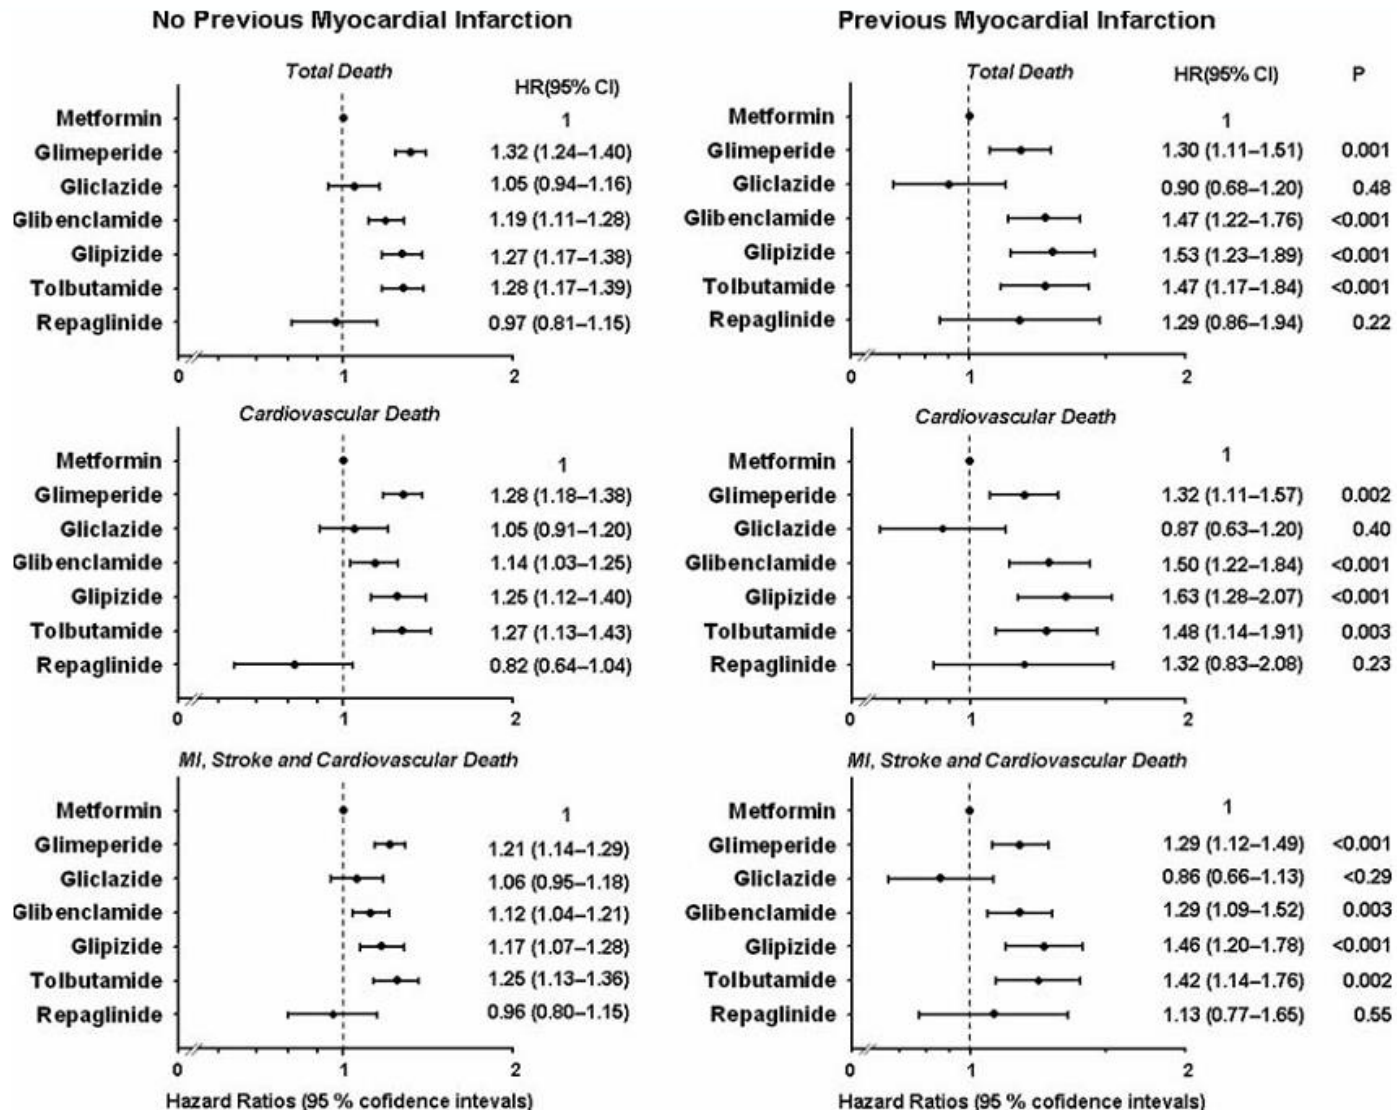 No Previous Myocardial Infarction
Total Death
HR(95% CI)
Metformin 1
Glimeperide 1.32 (1.24–1.40)
Gliclazide 1.05 (0.94–1.16)
Glibenclamide 1.19 (1.11–1.28)
Glipizide 1.27 (1.17–1.38)
Tolbutamide 1.28 (1.17–1.39)
Repaglinide 0.97 (0.81–1.15)
0 1 2
Cardiovascular Death
Metformin 1
Glimeperide 1.28 (1.18–1.38)
Gliclazide 1.05 (0.91–1.20)
Glibenclamide 1.14 (1.03–1.25)
Glipizide 1.25 (1.12–1.40)
Tolbutamide 1.27 (1.13–1.43)
Repaglinide 0.82 (0.64–1.04)
0 1 2
MI, Stroke and Cardiovascular Death
Metformin 1
Glimeperide 1.21 (1.14–1.29)
Gliclazide 1.06 (0.95–1.18)
Glibenclamide 1.12 (1.04–1.21)
Glipizide 1.17 (1.07–1.28)
Tolbutamide 1.25 (1.13–1.36)
Repaglinide 0.96 (0.80–1.15)
0 1 2
Hazard Ratios (95 % cofidence intevals)
Previous Myocardial Infarction
Total Death HR(95% CI) P
Metformin 1
Glimeperide 1.30 (1.11–1.51) 0.001
Gliclazide 0.90 (0.68–1.20) 0.48
Glibenclamide 1.47 (1.22–1.76) <0.001
Glipizide 1.53 (1.23–1.89) <0.001
Tolbutamide 1.47 (1.17–1.84) <0.001
Repaglinide 1.29 (0.86–1.94) 0.22
0 1 2
Cardiovascular Death
Metformin 1
Glimeperide 1.32 (1.11–1.57) 0.002
Gliclazide 0.87 (0.63–1.20) 0.40
Glibenclamide 1.50 (1.22–1.84) <0.001
Glipizide 1.63 (1.28–2.07) <0.001
Tolbutamide 1.48 (1.14–1.91) 0.003
Repaglinide 1.32 (0.83–2.08) 0.23
0 1 2
MI, Stroke and Cardiovascular Death
Metformin 1
Glimeperide 1.29 (1.12–1.49) <0.001
Gliclazide 0.86 (0.66–1.13) <0.29
Glibenclamide 1.29 (1.09–1.52) 0.003
Glipizide 1.46 (1.20–1.78) <0.001
Tolbutamide 1.42 (1.14–1.76) 0.002
Repaglinide 1.13 (0.77–1.65) 0.55
0 1 2
Hazard Ratios (95 % cofidence intevals)